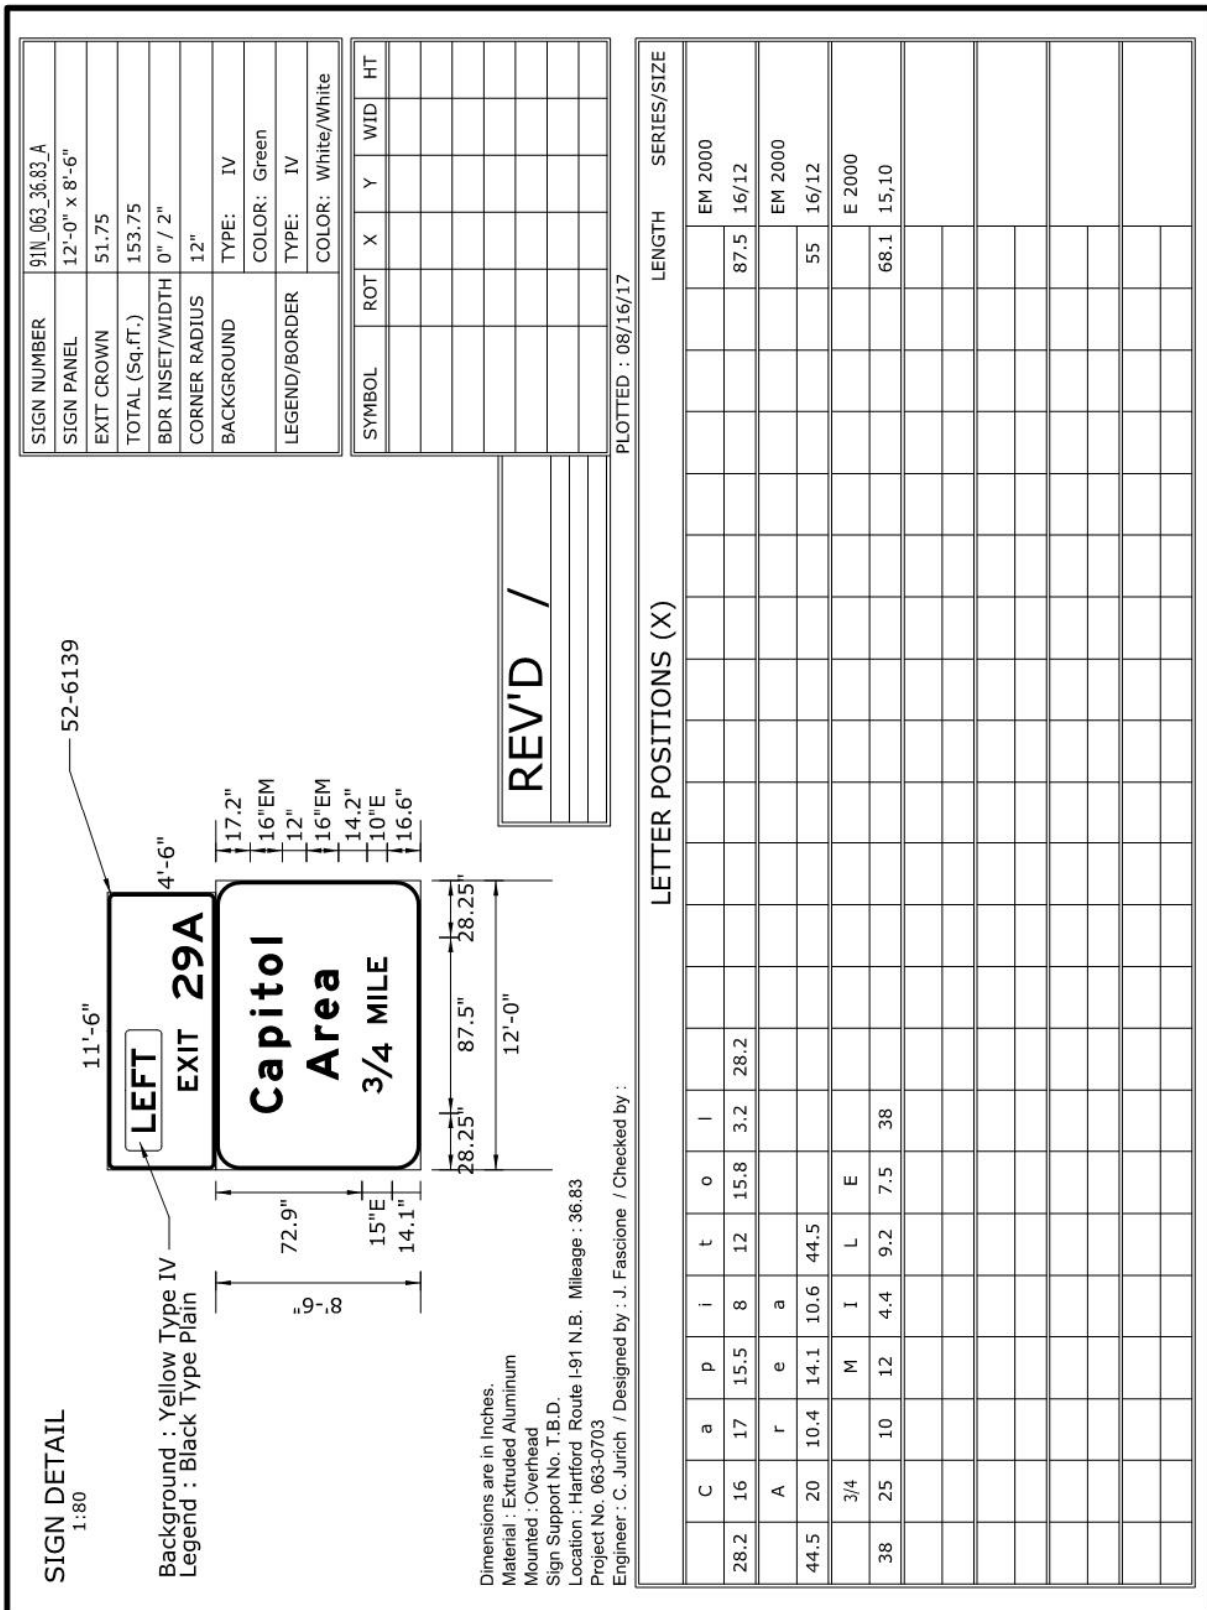 SIGN DETAIL
1:80
Background : Yellow Type IV
Legend : Black Type Plain
52-6139
11'-6"
4'-6"
LEFT
EXIT 29A
Capitol
Area
3/4 MILE
17.2"
16"EM
12"
16"EM
14.2"
10"E
16.6"
72.9"
15"E
14.1"
8'-6"
28.25" 87.5" 28.25"
12'-0"
SIGN NUMBER 91N_063_36.83_A
SIGN PANEL 12'-0" x 8'-6"
EXIT CROWN 51.75
TOTAL (Sq.fT.) 153.75
BDR INSET/WIDTH 0" / 2"
CORNER RADIUS 12"
BACKGROUND TYPE: IV
COLOR: Green
LEGEND/BORDER TYPE: IV
COLOR: White/White
SYMBOL ROT X Y WID HT
REV'D /
PLOTTED : 08/16/17
Dimensions are in Inches.
Material : Extruded Aluminum
Mounted : Overhead
Sign Support No. T.B.D.
Location : Hartford Route I-91 N.B. Mileage : 36.83
Project No. 063-0703
Engineer : C. Jurich / Designed by : J. Fascione / Checked by :
LETTER POSITIONS (X) LENGTH SERIES/SIZE
C a p i t o l EM 2000
28.2 16 17 15.5 8 12 15.8 3.2 28.2 87.5 16/12
A r e a EM 2000
44.5 20 10.4 14.1 10.6 44.5 55 16/12
3/4 M I L E E 2000
38 25 10 12 4.4 9.2 7.5 38 68.1 15,10